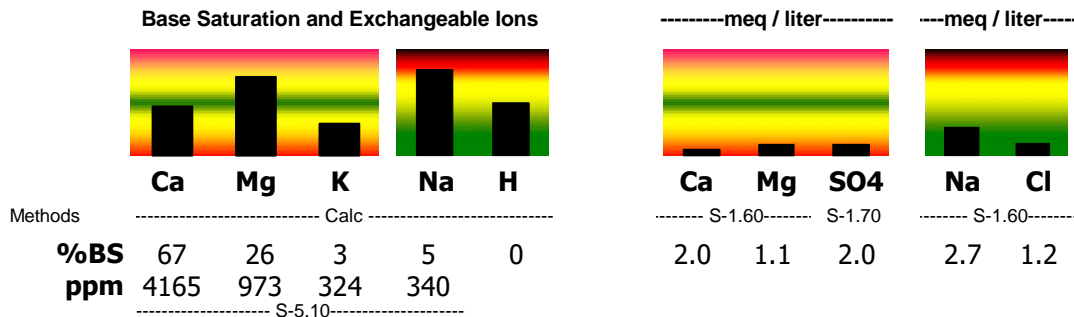 Base Saturation and Exchangeable Ions --------meq / liter---------- ----meq / liter----
Ca Mg K Na H Ca Mg SO4 Na Cl
Methods ---------------------------- Calc --------------------------- -------- S-1.60------- S-1.70 ------- S-1.60-------
%BS 67 26 3 5 0 2.0 1.1 2.0 2.7 1.2
ppm 4165 973 324 340
-------------------- S-5.10--------------------